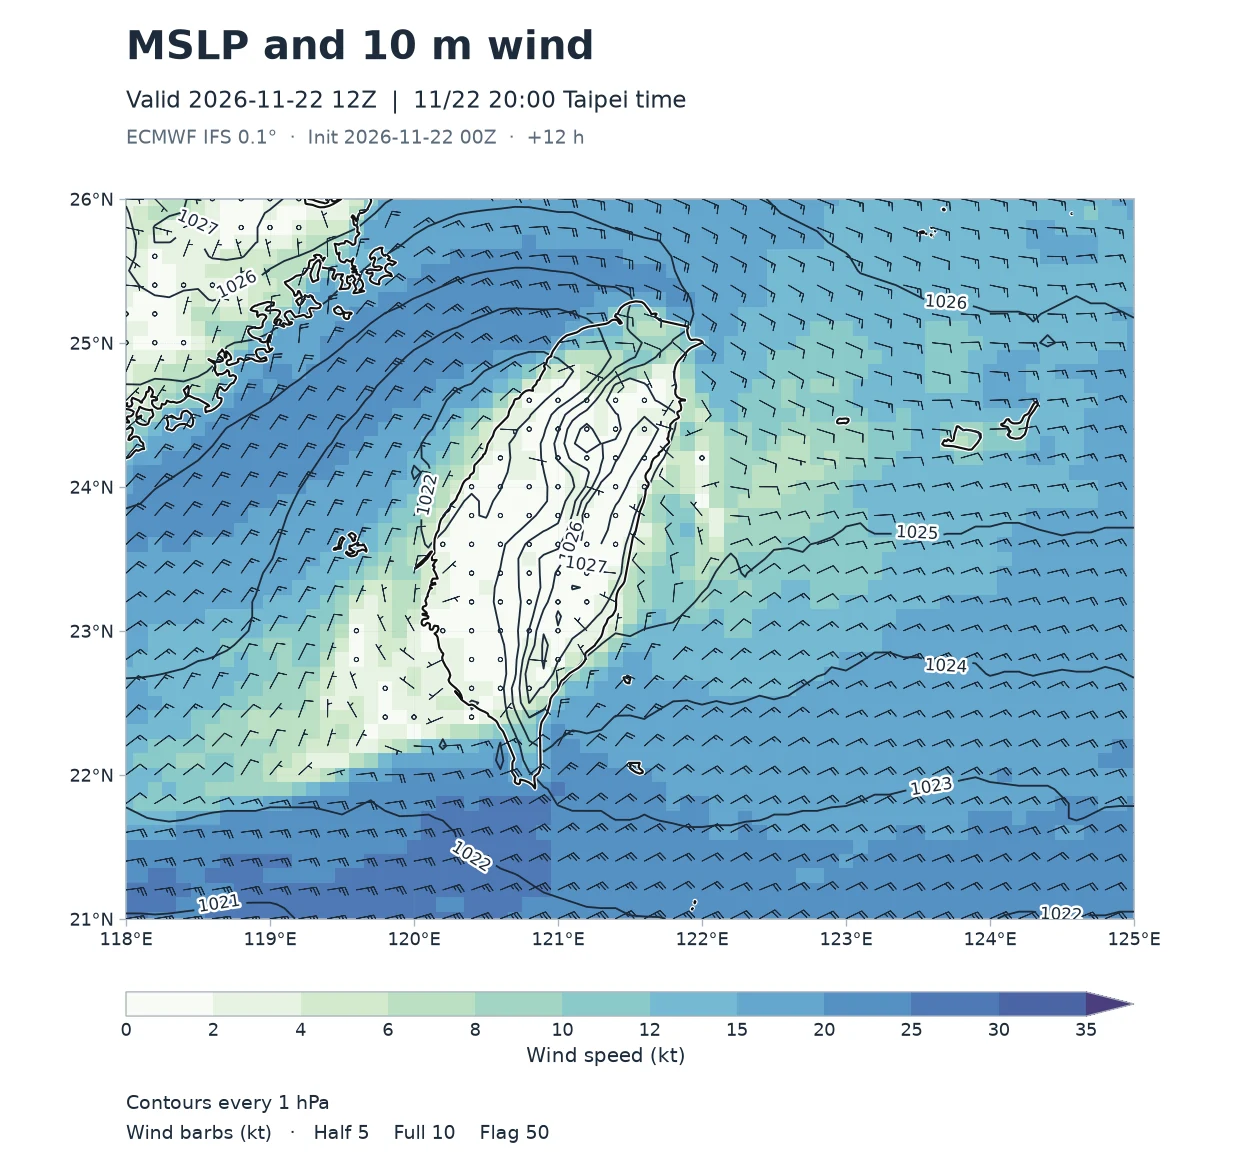 MSLP and 10 m wind
Valid 2026-11-22 12Z | 11/22 20:00 Taipei time
ECMWF IFS 0.1° · Init 2026-11-22 00Z · +12 h
26°N
1027
1026
1026
25°N
24°N
1022
1026
1025
1027
23°N
1024
22°N
1023
1022
1021
1022
21°N
118°E 119°E 120°E 121°E 122°E 123°E 124°E 125°E
0 2 4 6 8 10 12 15 20 25 30 35
Wind speed (kt)
Contours every 1 hPa
Wind barbs (kt) · Half 5 Full 10 Flag 50